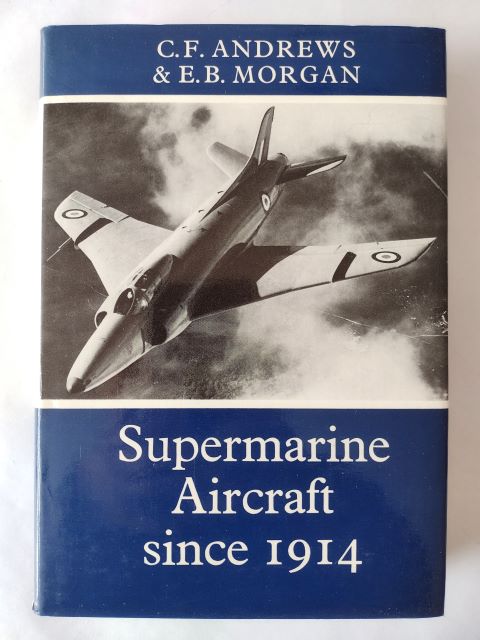 C.F. ANDREWS
& E.B. MORGAN
Supermarine
Aircraft
since 1914